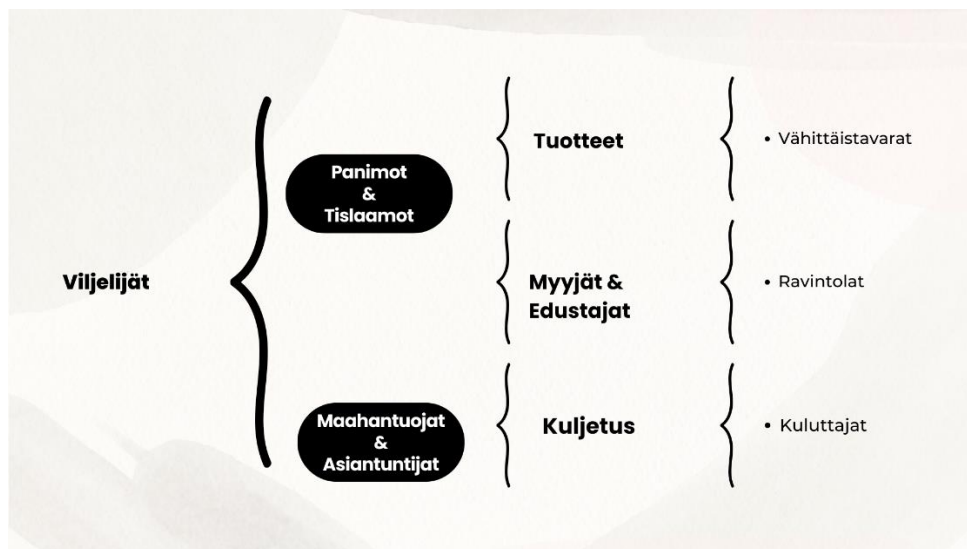 Viljelijät
Panimot
&
Tislaamot
Maahantuojat
&
Asiantuntijat
Tuotteet
Myyjät &
Edustajat
Kuljetus
• Vähittäistavarat
• Ravintolat
• Kuluttajat